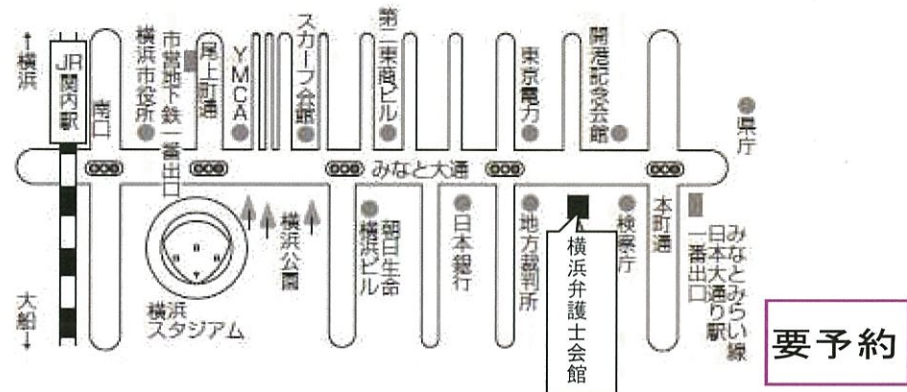 ↑横浜
JR関内駅
南口
横浜市役所
市営地下鉄一番出口
尾上町通
YMCA
スカーフ会館
第二東商ビル
東京電力
開港記念会館
県庁
みなと大通
大船↓
横浜
スタジアム
横浜公園
朝日生命
横浜ビル
日本銀行
地方裁判所
横浜弁護士会館
検察庁
本町通
みなとみらい線
日本大通り駅
一番出口
要予約